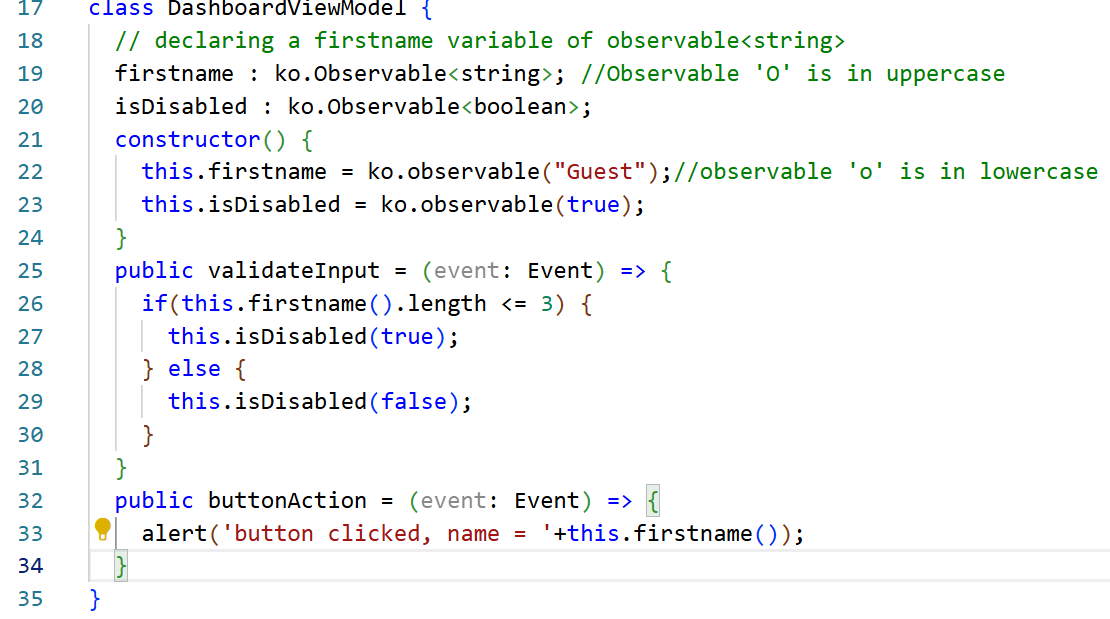 17 class DashboardViewModel {
18 // declaring a firstname variable of observable<string>
19 firstname : ko.Observable<string>; //Observable 'O' is in uppercase
20 isDisabled : ko.Observable<boolean>;
21 constructor() {
22 this.firstname = ko.observable("Guest");//observable 'o' is in lowercase
23 this.isDisabled = ko.observable(true);
24 }
25 public validateInput = (event: Event) => {
26 if(this.firstname().length <= 3) {
27 this.isDisabled(true);
28 } else {
29 this.isDisabled(false);
30 }
31 }
32 public buttonAction = (event: Event) => {
33 alert('button clicked, name = '+this.firstname());
34 }
35 }